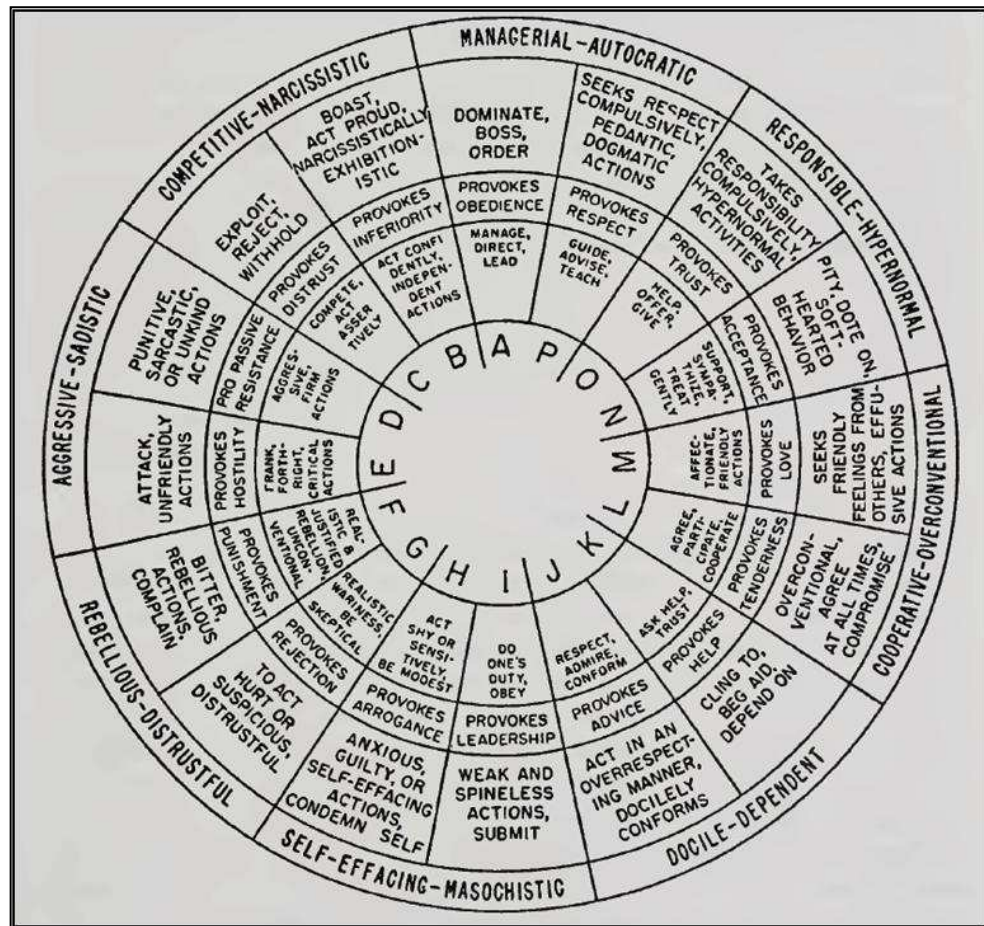 MANAGERIAL-AUTOCRATIC
RESPONSIBLE-HYPERNORMAL
COOPERATIVE-OVERCONVENTIONAL
DOCILE-DEPENDENT
SELF-EFFACING-MASOCHISTIC
REBELLIOUS-DISTRUSTFUL
AGGRESSIVE-SADISTIC
COMPETITIVE-NARCISSISTIC
DOMINATE,
BOSS,
ORDER
PROVOKES
OBEDIENCE
MANAGE,
DIRECT,
LEAD
A
SEEKS RESPECT
COMPULSIVELY,
PEDANTIC,
DOGMATIC
ACTIONS
PROVOKES
RESPECT
GUIDE,
ADVISE,
TEACH
P
TAKES
RESPONSIBILITY
COMPULSIVELY,
HYPERNORMAL
ACTIVITIES
PROVOKES
TRUST
HELP,
OFFER,
GIVE
O
PITY, DOTE ON,
SOFT-
HEARTED
BEHAVIOR
PROVOKES
ACCEPTANCE
SUPPORT,
SYMPA-
THIZE,
TREAT
GENTLY
N
SEEKS
FRIENDLY
FEELINGS FROM
OTHERS, EFFU-
SIVE ACTIONS
PROVOKES
LOVE
AFFEC-
TIONATE,
FRIENDLY
ACTIONS
M
OVERCON-
VENTIONAL,
AGREE
AT ALL TIMES,
COMPROMISE
PROVOKES
TENDERNESS
AGREE,
PARTI-
CIPATE,
COOPERATE
L
CLING TO,
BEG AID,
DEPEND ON
PROVOKES
HELP
ASK HELP,
TRUST
K
ACT IN AN
OVERRESPECT-
ING MANNER,
DOCILELY
CONFORMS
PROVOKES
ADVICE
RESPECT,
ADMIRE,
CONFORM
J
WEAK AND
SPINELESS
ACTIONS,
SUBMIT
PROVOKES
LEADERSHIP
DO
ONE'S
DUTY,
OBEY
I
ANXIOUS,
GUILTY, OR
SELF-EFFACING
ACTIONS,
CONDEMN SELF
PROVOKES
ARROGANCE
ACT
SHY OR
SENSI-
TIVELY,
BE MODEST
H
TO ACT
HURT OR
SUSPICIOUS,
DISTRUSTFUL
PROVOKES
REJECTION
REALISTIC
WARINESS,
BE
SKEPTICAL
G
BITTER,
REBELLIOUS
ACTIONS,
COMPLAIN
PROVOKES
PUNISHMENT
REAL-
ISTIC &
JUSTIFIED
REBELLION,
UNCON-
VENTIONAL
F
ATTACK,
UNFRIENDLY
ACTIONS
PROVOKES
HOSTILITY
FRANK,
FORTH-
RIGHT,
CRITICAL
ACTIONS
E
PUNITIVE,
SARCASTIC,
OR UNKIND
ACTIONS
PRO PASSIVE
RESISTANCE
AGGRES-
SIVE,
FIRM
ACTIONS
D
EXPLOIT,
REJECT,
WITHHOLD
PROVOKES
DISTRUST
COMPETE,
ACT
ASSER
TIVELY
C
BOAST,
ACT PROUD,
NARCISSISTICALLY
EXHIBITION-
ISTIC
PROVOKES
INFERIORITY
ACT CONFI
DENTLY,
INDEPEN-
DENT
ACTIONS
B